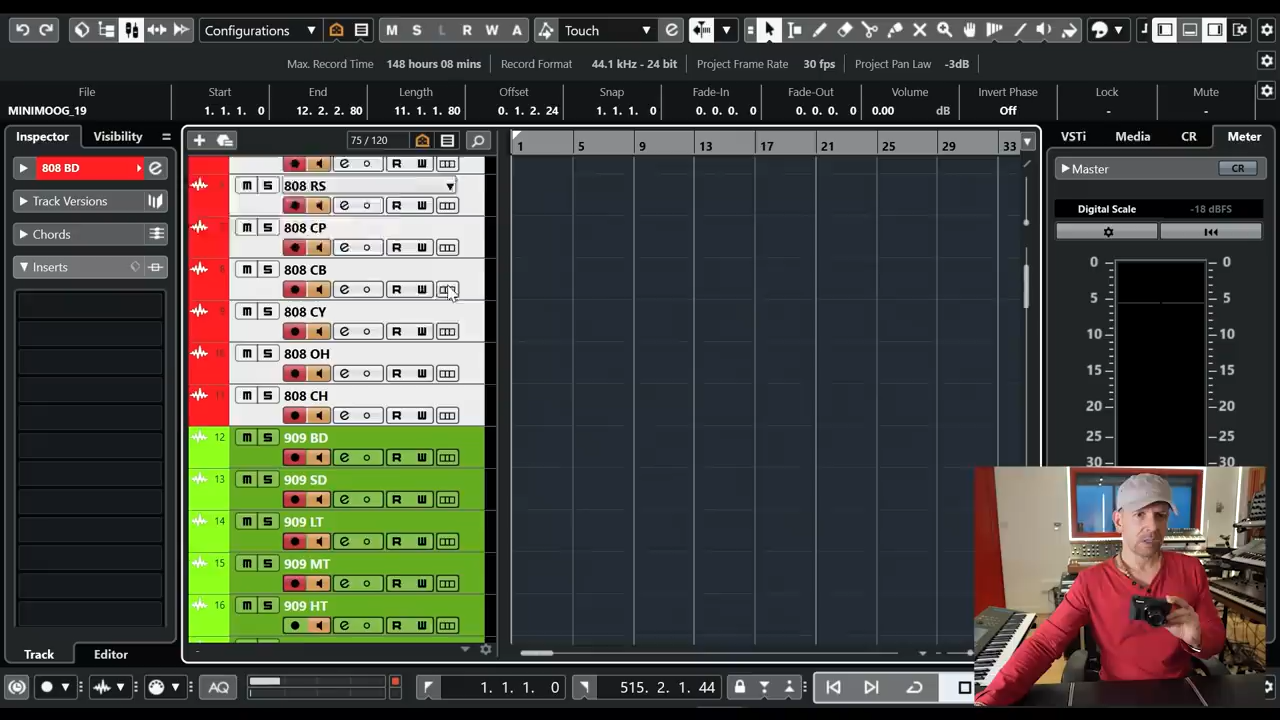 Configurations M S L R W A Touch
Max. Record Time 148 hours 08 mins Record Format 44.1 kHz - 24 bit Project Frame Rate 30 fps Project Pan Law -3dB
File Start End Length Offset Snap Fade-In Fade-Out Volume Invert Phase Lock Mute
MINIMOOG_19 1. 1. 1. 0 12. 2. 2. 80 11. 1. 1. 80 0. 1. 2. 24 1. 1. 1. 0 0. 0. 0. 0 0. 0. 0. 0 0.00 dB Off - -
Inspector Visibility 75 / 120 1 5 9 13 17 21 25 29 33 VSTi Media CR Meter
808 BD e R W Master CR
m S 808 RS
Track Versions e R W Digital Scale -18 dBFS
m S 808 CP
Chords e R W
Inserts m S 808 CB 0 0
e R W 5 5
m S 808 CY
e R W 10 10
m S 808 OH
e R W 15 15
m S 808 CH
e R W 20 20
12 m S 909 BD 25 25
e R W 30 30
13 m S 909 SD
e R W
14 m S 909 LT
e R W
15 m S 909 MT
e R W
16 m S 909 HT
e R W
Track Editor -
AQ 1. 1. 1. 0 515. 2. 1. 44